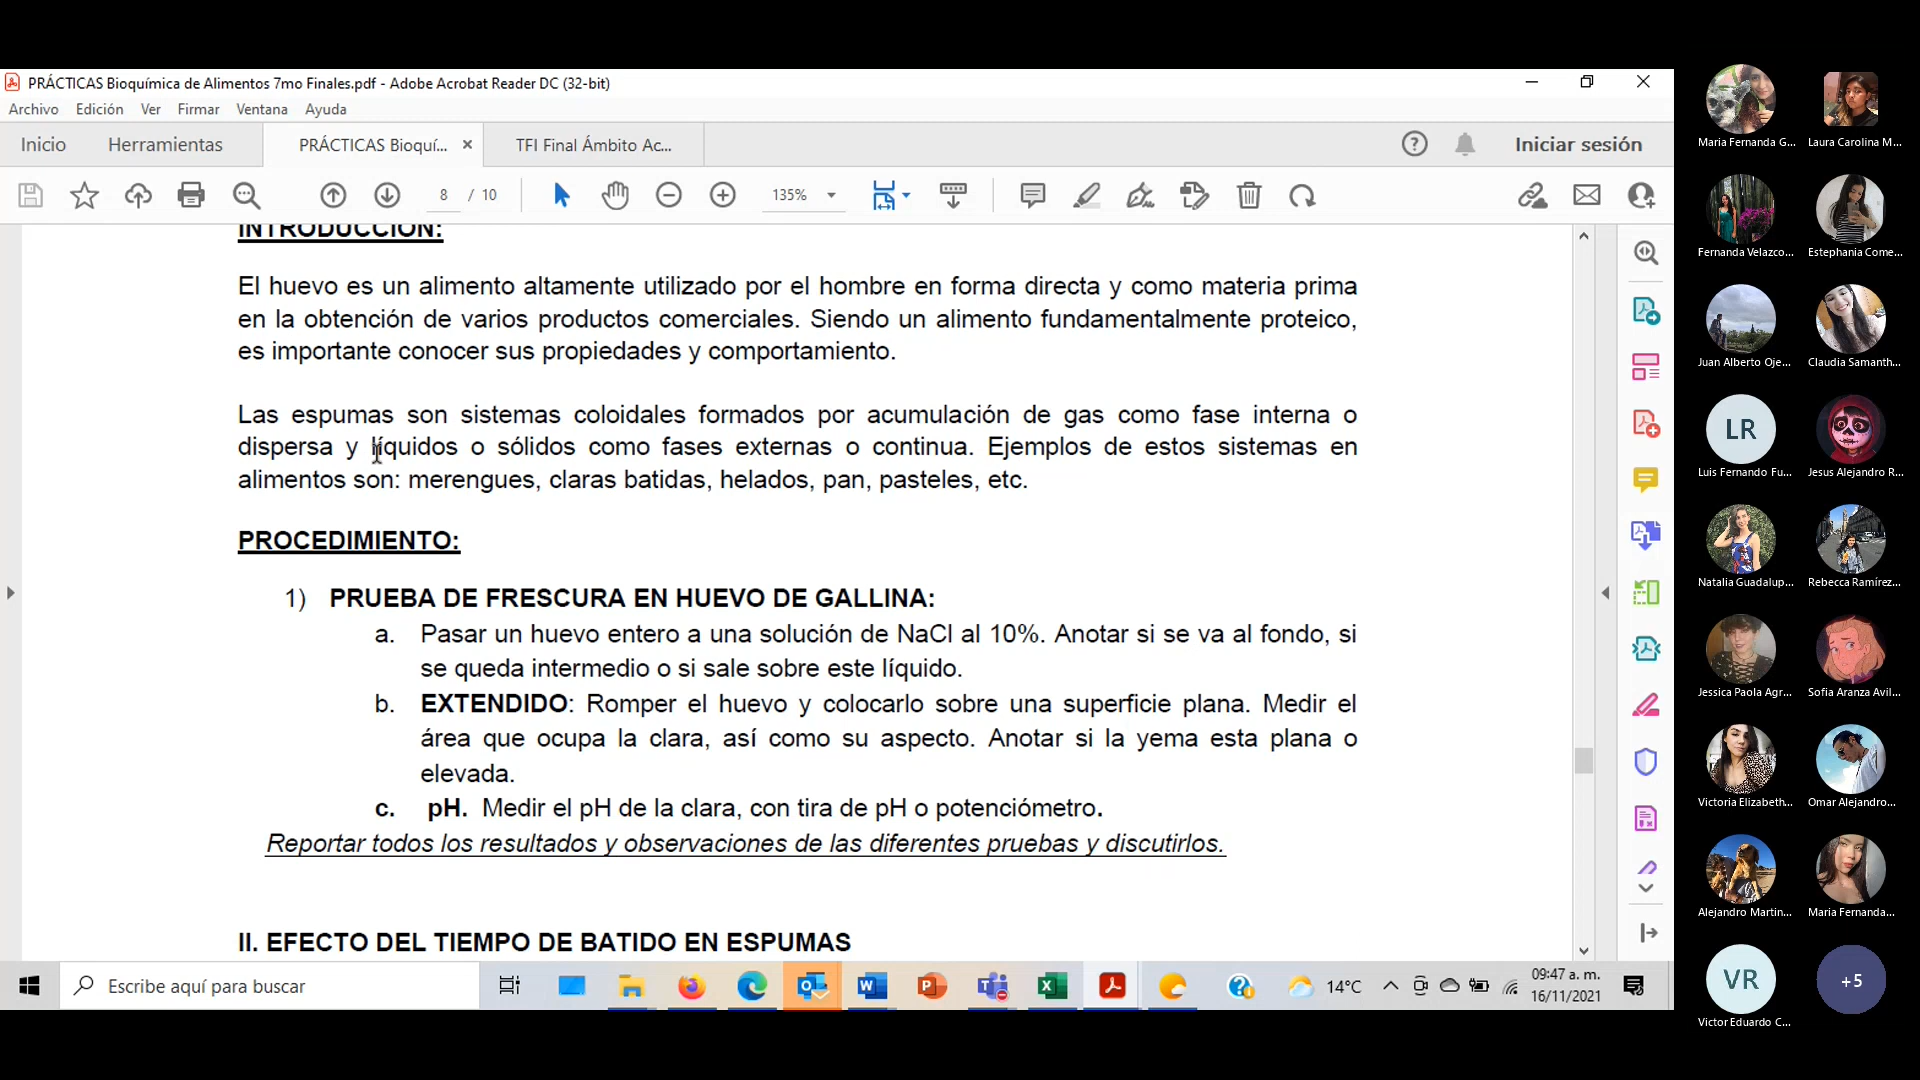 PRÁCTICAS Bioquímica de Alimentos 7mo Finales.pdf - Adobe Acrobat Reader DC (32-bit)
Archivo Edición Ver Firmar Ventana Ayuda
Inicio Herramientas PRÁCTICAS Bioquí... TFI Final Ámbito Ac... Iniciar sesión
8 / 10 135%
INTRODUCCIÓN:
El huevo es un alimento altamente utilizado por el hombre en forma directa y como materia prima
en la obtención de varios productos comerciales. Siendo un alimento fundamentalmente proteico,
es importante conocer sus propiedades y comportamiento.
Las espumas son sistemas coloidales formados por acumulación de gas como fase interna o
dispersa y líquidos o sólidos como fases externas o continua. Ejemplos de estos sistemas en
alimentos son: merengues, claras batidas, helados, pan, pasteles, etc.
PROCEDIMIENTO:
1) PRUEBA DE FRESCURA EN HUEVO DE GALLINA:
a. Pasar un huevo entero a una solución de NaCl al 10%. Anotar si se va al fondo, si
se queda intermedio o si sale sobre este líquido.
b. EXTENDIDO: Romper el huevo y colocarlo sobre una superficie plana. Medir el
área que ocupa la clara, así como su aspecto. Anotar si la yema esta plana o
elevada.
c. pH. Medir el pH de la clara, con tira de pH o potenciómetro.
Reportar todos los resultados y observaciones de las diferentes pruebas y discutirlos.
II. EFECTO DEL TIEMPO DE BATIDO EN ESPUMAS
Escribe aquí para buscar
14°C
09:47 a. m.
16/11/2021
Maria Fernanda G... Laura Carolina M...
Fernanda Velazco... Estephania Come...
Juan Alberto Oje... Claudia Samanth...
LR
Luis Fernando Fu... Jesus Alejandro R...
Natalia Guadalup... Rebecca Ramírez...
Jessica Paola Agr... Sofia Aranza Avil...
Victoria Elizabeth... Omar Alejandro...
Alejandro Martin... Maria Fernanda...
VR +5
Victor Eduardo C...